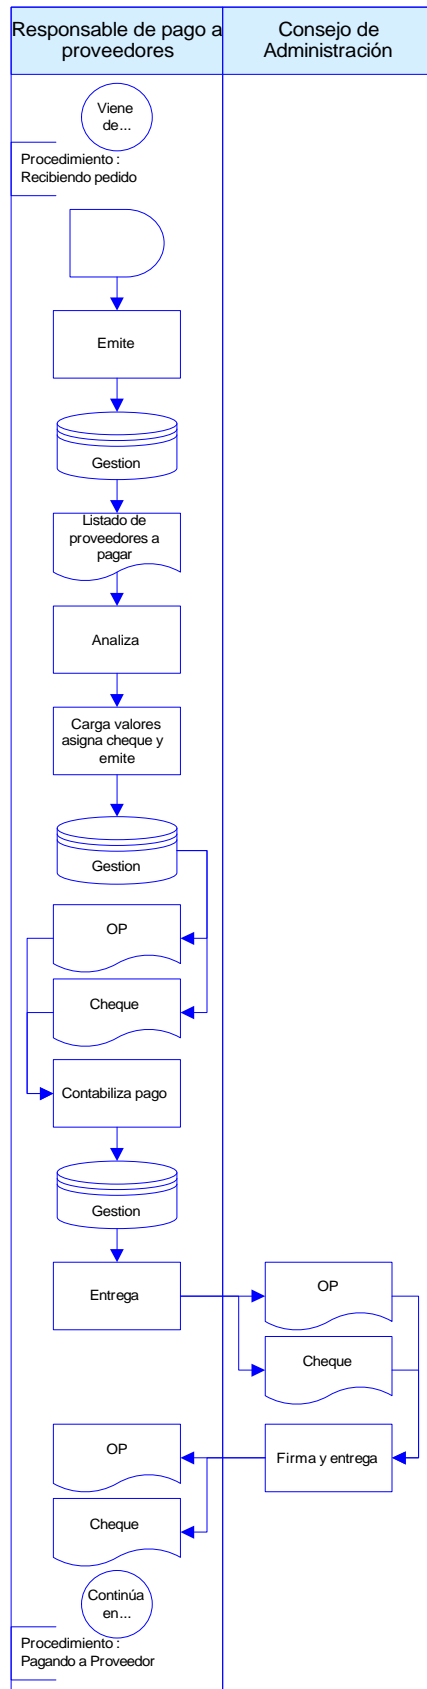 Responsable de pago a
proveedores
Consejo de
Administración
Viene
de...
Procedimiento :
Recibiendo pedido
Emite
Gestion
Listado de
proveedores a
pagar
Analiza
Carga valores
asigna cheque y
emite
Gestion
OP
Cheque
Contabiliza pago
Gestion
Entrega
OP
Cheque
Firma y entrega
OP
Cheque
Continúa
en...
Procedimiento :
Pagando a Proveedor